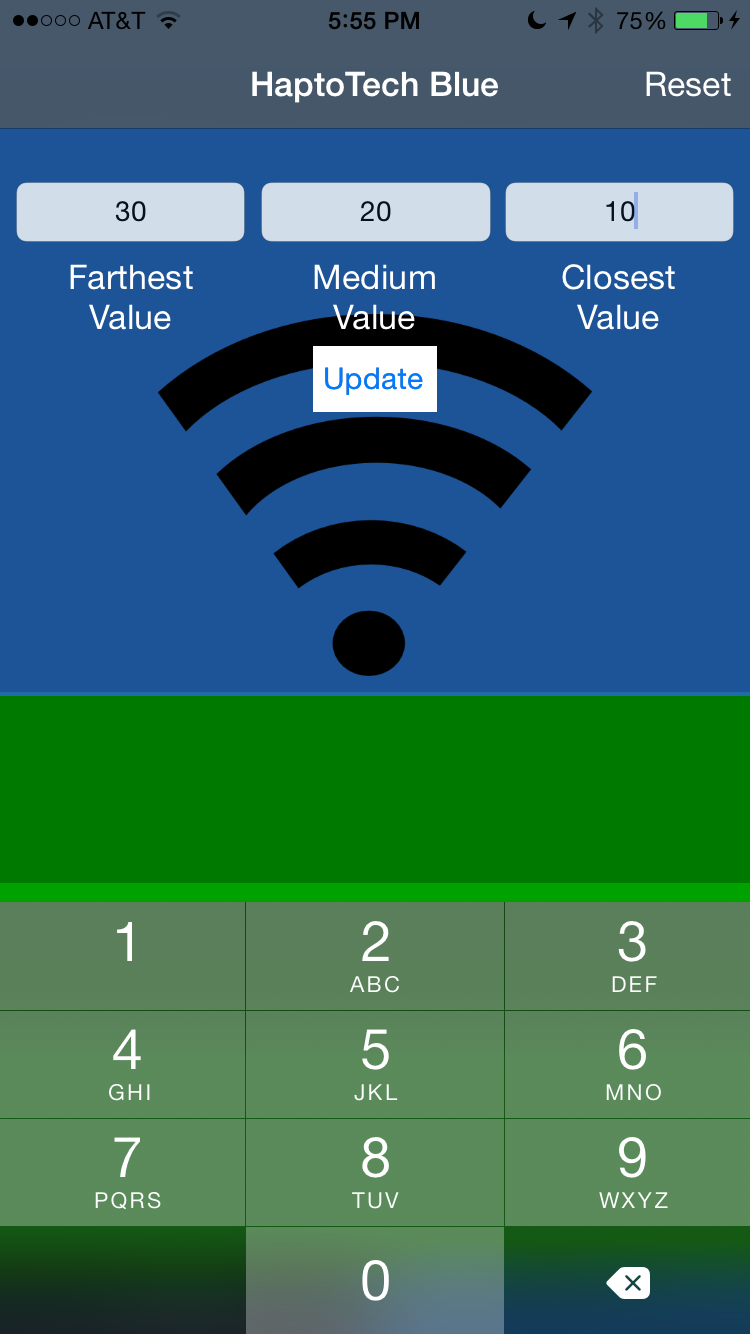 AT&T 5:55 PM 75%
HaptoTech Blue Reset
30 20 10
Farthest Value
Medium Value
Closest Value
Update
1 2 3
ABC DEF
4 5 6
GHI JKL MNO
7 8 9
PQRS TUV WXYZ
0